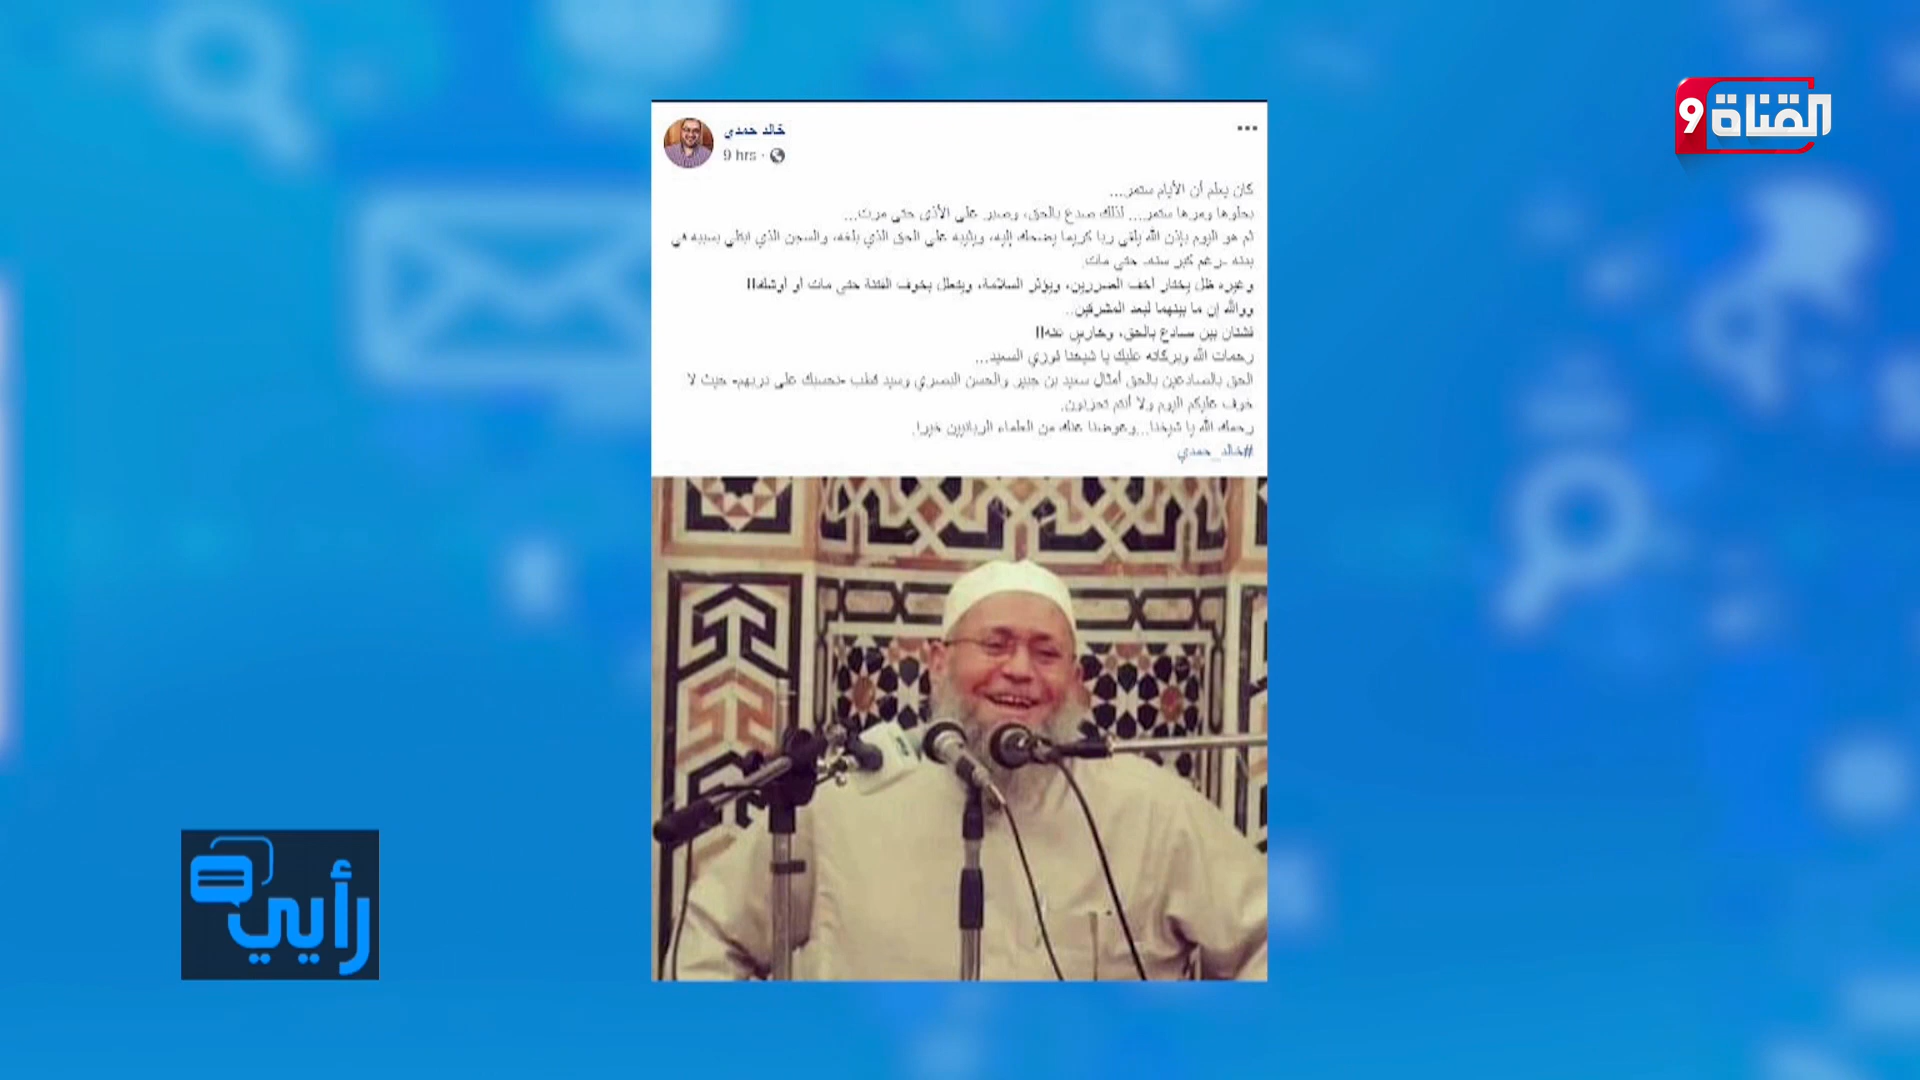 القناة 9
خالد حمدي
9 hrs ·
كان يعلم أن الأيام ستمر...
بحلوها ومرها ستمر.... لذلك صدع بالحق، وصبر على الأذى حتى مرت...
ثم هو اليوم بإذن الله يلقى ربا كريما يضحك إليه، ويثيبه على الحق الذي بلغه، والسجن الذي ابتلي بسببه في
بدنه -رغم كبر سنه- حتى مات.
وغيره ظل يختار أخف الضررين، ويؤثر السلامة، ويتعلل بخوف الفتنة حتى مات أو أوشك!!
ووالله إن ما بينهما لبعد المشرقين..
فشتان بين صادع بالحق، وخارس عنه!!
رحمات الله وبركاته عليك يا شيخنا فوزي السعيد...
الحق بالصادعين بالحق أمثال سعيد بن جبير والحسن البصري وسيد قطب -نحسبك على دربهم- حيث لا
خوف عليكم اليوم ولا أنتم تحزنون.
رحمك الله يا شيخنا...وعوضنا عنك من العلماء الربانيين خيرا.
#خالد_حمدي
رأيي